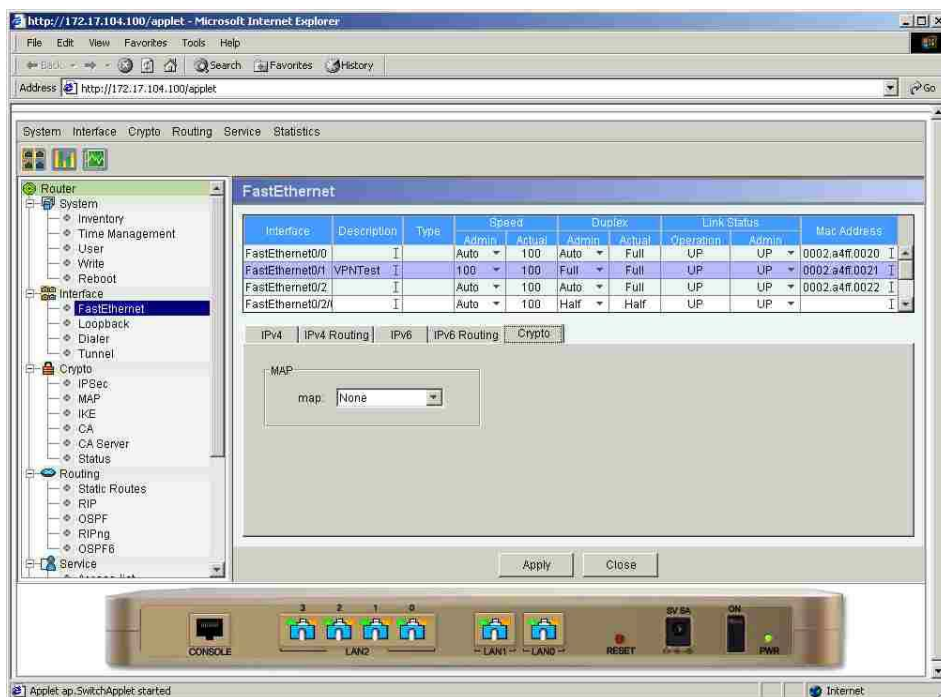 http://172.17.104.100/applet - Microsoft Internet Explorer
File Edit View Favorites Tools Help
Back Search Favorites History
Address http://172.17.104.100/applet Go
System Interface Crypto Routing Service Statistics
Router
System
Inventory
Time Management
User
Write
Reboot
Interface
FastEthernet
Loopback
Dialer
Tunnel
Crypto
IPSec
MAP
IKE
CA
CA Server
Status
Routing
Static Routes
RIP
OSPF
RIPng
OSPF6
Service
FastEthernet
Interface Description Type Speed Duplex Link Status Mac Address
Admin Actual Admin Actual Operation Admin
FastEthernet0/0 Auto 100 Auto Full UP UP 0002.a4ff.0020
FastEthernet0/1 VPNTest 100 100 Full Full UP UP 0002.a4ff.0021
FastEthernet0/2 Auto 100 Auto Full UP UP 0002.a4ff.0022
FastEthernet0/2/ Auto 100 Half Half UP UP
IPv4 IPv4 Routing IPv6 IPv6 Routing Crypto
MAP
map: None
Apply Close
3 2 1 0 5V 5A ON
CONSOLE LAN2 LAN1 LAN0 RESET PWR
Applet ap.SwitchApplet started Internet